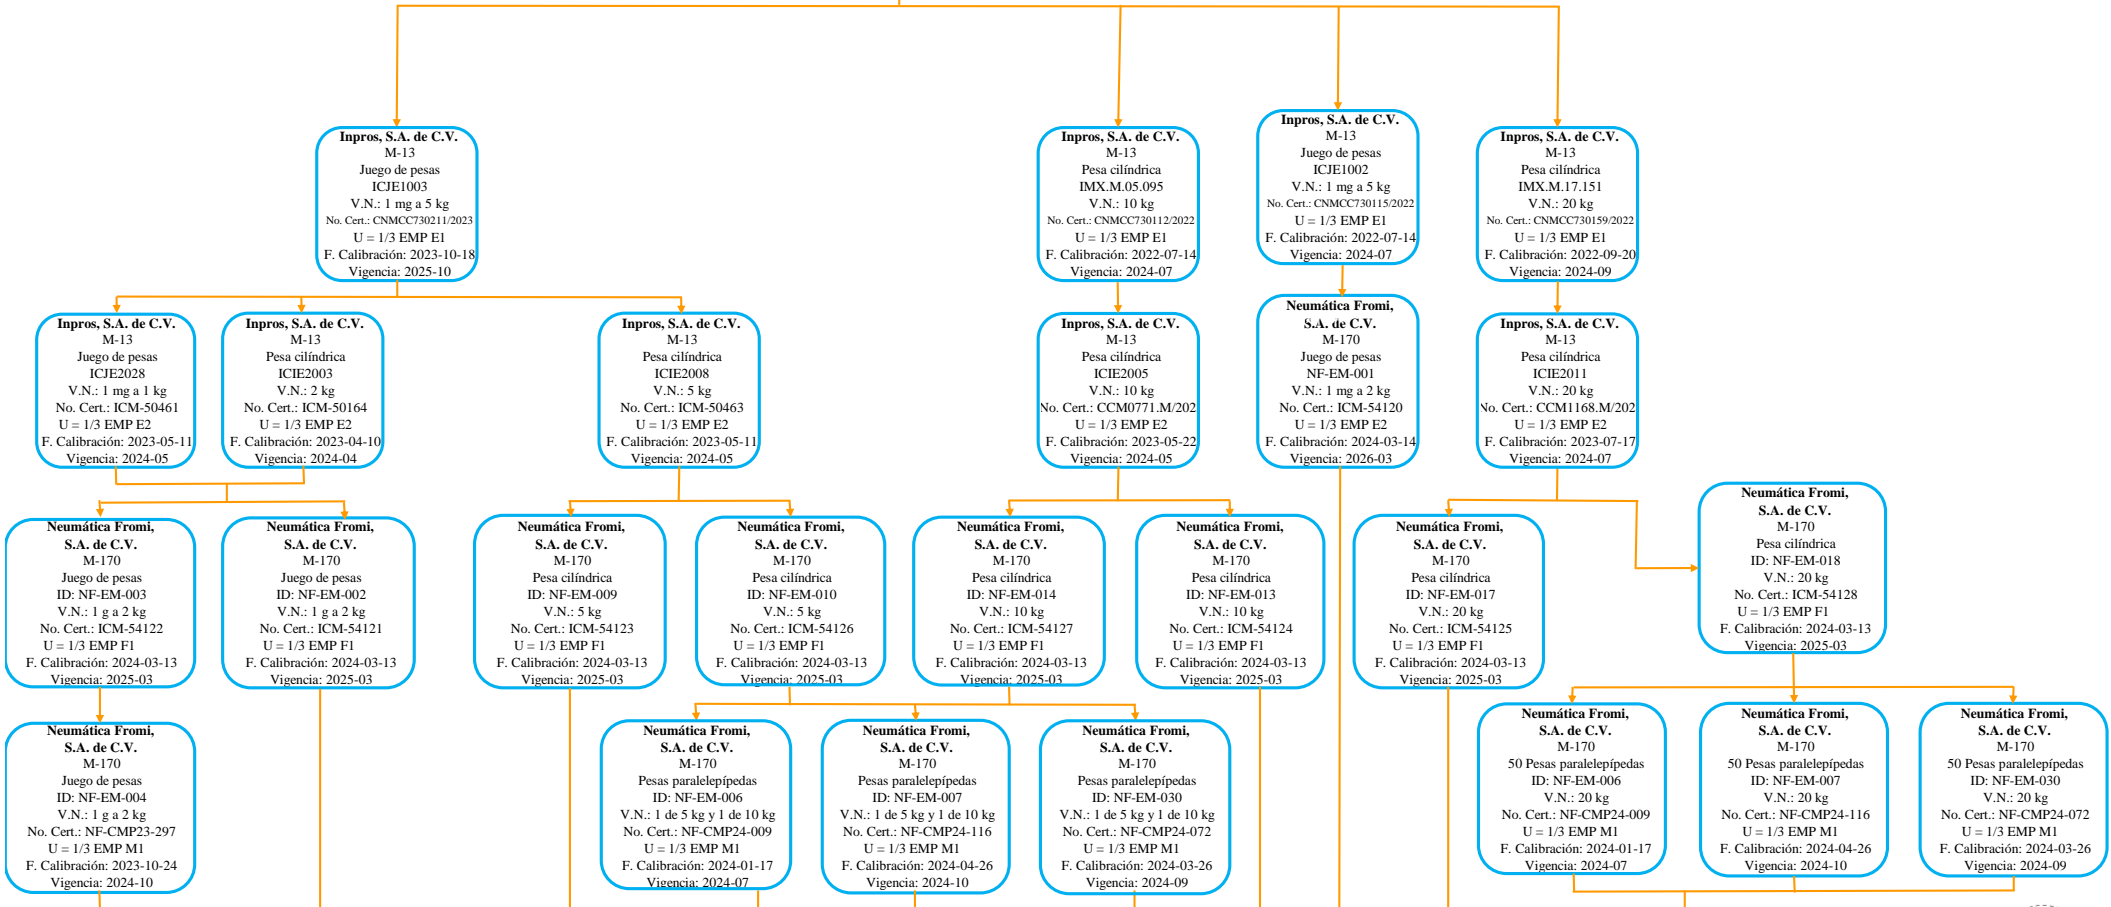 Inpros, S.A. de C.V.
M-13
Juego de pesas
ICJE1003
V.N.: 1 mg a 5 kg
No. Cert.: CNMCC730211/2023
U = 1/3 EMP E1
F. Calibración: 2023-10-18
Vigencia: 2025-10
Inpros, S.A. de C.V.
M-13
Pesa cilíndrica
IMX.M.05.095
V.N.: 10 kg
No. Cert.: CNMCC730112/2022
U = 1/3 EMP E1
F. Calibración: 2022-07-14
Vigencia: 2024-07
Inpros, S.A. de C.V.
M-13
Juego de pesas
ICJE1002
V.N.: 1 mg a 5 kg
No. Cert.: CNMCC730115/2022
U = 1/3 EMP E1
F. Calibración: 2022-07-14
Vigencia: 2024-07
Inpros, S.A. de C.V.
M-13
Pesa cilíndrica
IMX.M.17.151
V.N.: 20 kg
No. Cert.: CNMCC730159/2022
U = 1/3 EMP E1
F. Calibración: 2022-09-20
Vigencia: 2024-09
Inpros, S.A. de C.V.
M-13
Juego de pesas
ICJE2028
V.N.: 1 mg a 1 kg
No. Cert.: ICM-50461
U = 1/3 EMP E2
F. Calibración: 2023-05-11
Vigencia: 2024-05
Inpros, S.A. de C.V.
M-13
Pesa cilíndrica
ICIE2003
V.N.: 2 kg
No. Cert.: ICM-50164
U = 1/3 EMP E2
F. Calibración: 2023-04-10
Vigencia: 2024-04
Inpros, S.A. de C.V.
M-13
Pesa cilíndrica
ICIE2008
V.N.: 5 kg
No. Cert.: ICM-50463
U = 1/3 EMP E2
F. Calibración: 2023-05-11
Vigencia: 2024-05
Inpros, S.A. de C.V.
M-13
Pesa cilíndrica
ICIE2005
V.N.: 10 kg
No. Cert.: CCM0771.M/202
U = 1/3 EMP E2
F. Calibración: 2023-05-22
Vigencia: 2024-05
Neumática Fromi,
S.A. de C.V.
M-170
Juego de pesas
NF-EM-001
V.N.: 1 mg a 2 kg
No. Cert.: ICM-54120
U = 1/3 EMP E2
F. Calibración: 2024-03-14
Vigencia: 2026-03
Inpros, S.A. de C.V.
M-13
Pesa cilíndrica
ICIE2011
V.N.: 20 kg
No. Cert.: CCM1168.M/202
U = 1/3 EMP E2
F. Calibración: 2023-07-17
Vigencia: 2024-07
Neumática Fromi,
S.A. de C.V.
M-170
Juego de pesas
ID: NF-EM-003
V.N.: 1 g a 2 kg
No. Cert.: ICM-54122
U = 1/3 EMP F1
F. Calibración: 2024-03-13
Vigencia: 2025-03
Neumática Fromi,
S.A. de C.V.
M-170
Juego de pesas
ID: NF-EM-002
V.N.: 1 g a 2 kg
No. Cert.: ICM-54121
U = 1/3 EMP F1
F. Calibración: 2024-03-13
Vigencia: 2025-03
Neumática Fromi,
S.A. de C.V.
M-170
Pesa cilíndrica
ID: NF-EM-009
V.N.: 5 kg
No. Cert.: ICM-54123
U = 1/3 EMP F1
F. Calibración: 2024-03-13
Vigencia: 2025-03
Neumática Fromi,
S.A. de C.V.
M-170
Pesa cilíndrica
ID: NF-EM-010
V.N.: 5 kg
No. Cert.: ICM-54126
U = 1/3 EMP F1
F. Calibración: 2024-03-13
Vigencia: 2025-03
Neumática Fromi,
S.A. de C.V.
M-170
Pesa cilíndrica
ID: NF-EM-014
V.N.: 10 kg
No. Cert.: ICM-54127
U = 1/3 EMP F1
F. Calibración: 2024-03-13
Vigencia: 2025-03
Neumática Fromi,
S.A. de C.V.
M-170
Pesa cilíndrica
ID: NF-EM-013
V.N.: 10 kg
No. Cert.: ICM-54124
U = 1/3 EMP F1
F. Calibración: 2024-03-13
Vigencia: 2025-03
Neumática Fromi,
S.A. de C.V.
M-170
Pesa cilíndrica
ID: NF-EM-017
V.N.: 20 kg
No. Cert.: ICM-54125
U = 1/3 EMP F1
F. Calibración: 2024-03-13
Vigencia: 2025-03
Neumática Fromi,
S.A. de C.V.
M-170
Pesa cilíndrica
ID: NF-EM-018
V.N.: 20 kg
No. Cert.: ICM-54128
U = 1/3 EMP F1
F. Calibración: 2024-03-13
Vigencia: 2025-03
Neumática Fromi,
S.A. de C.V.
M-170
Juego de pesas
ID: NF-EM-004
V.N.: 1 g a 2 kg
No. Cert.: NF-CMP23-297
U = 1/3 EMP M1
F. Calibración: 2023-10-24
Vigencia: 2024-10
Neumática Fromi,
S.A. de C.V.
M-170
Pesas paralelepípedas
ID: NF-EM-006
V.N.: 1 de 5 kg y 1 de 10 kg
No. Cert.: NF-CMP24-009
U = 1/3 EMP M1
F. Calibración: 2024-01-17
Vigencia: 2024-07
Neumática Fromi,
S.A. de C.V.
M-170
Pesas paralelepípedas
ID: NF-EM-007
V.N.: 1 de 5 kg y 1 de 10 kg
No. Cert.: NF-CMP24-116
U = 1/3 EMP M1
F. Calibración: 2024-04-26
Vigencia: 2024-10
Neumática Fromi,
S.A. de C.V.
M-170
Pesas paralelepípedas
ID: NF-EM-030
V.N.: 1 de 5 kg y 1 de 10 kg
No. Cert.: NF-CMP24-072
U = 1/3 EMP M1
F. Calibración: 2024-03-26
Vigencia: 2024-09
Neumática Fromi,
S.A. de C.V.
M-170
50 Pesas paralelepípedas
ID: NF-EM-006
V.N.: 20 kg
No. Cert.: NF-CMP24-009
U = 1/3 EMP M1
F. Calibración: 2024-01-17
Vigencia: 2024-07
Neumática Fromi,
S.A. de C.V.
M-170
50 Pesas paralelepípedas
ID: NF-EM-007
V.N.: 20 kg
No. Cert.: NF-CMP24-116
U = 1/3 EMP M1
F. Calibración: 2024-04-26
Vigencia: 2024-10
Neumática Fromi,
S.A. de C.V.
M-170
50 Pesas paralelepípedas
ID: NF-EM-030
V.N.: 20 kg
No. Cert.: NF-CMP24-072
U = 1/3 EMP M1
F. Calibración: 2024-03-26
Vigencia: 2024-09